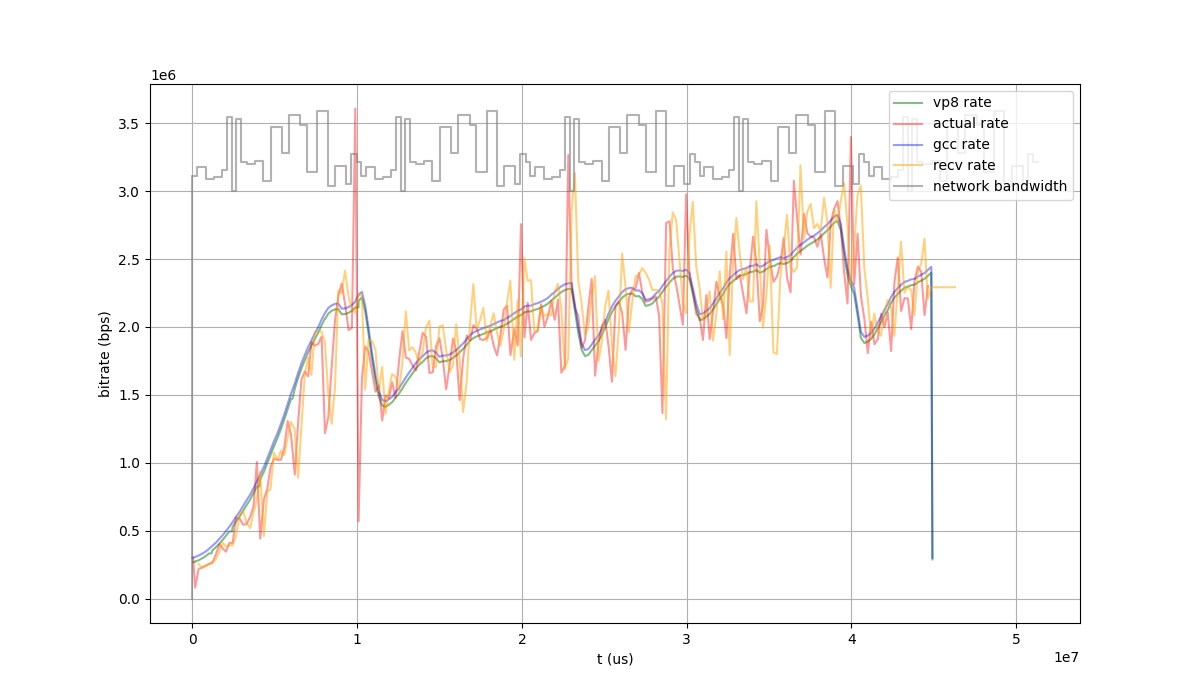 1e6
3.5
3.0
2.5
2.0
1.5
1.0
0.5
0.0
bitrate (bps)
vp8 rate
actual rate
gcc rate
recv rate
network bandwidth
0
1
2
3
4
5
t (us)
1e7